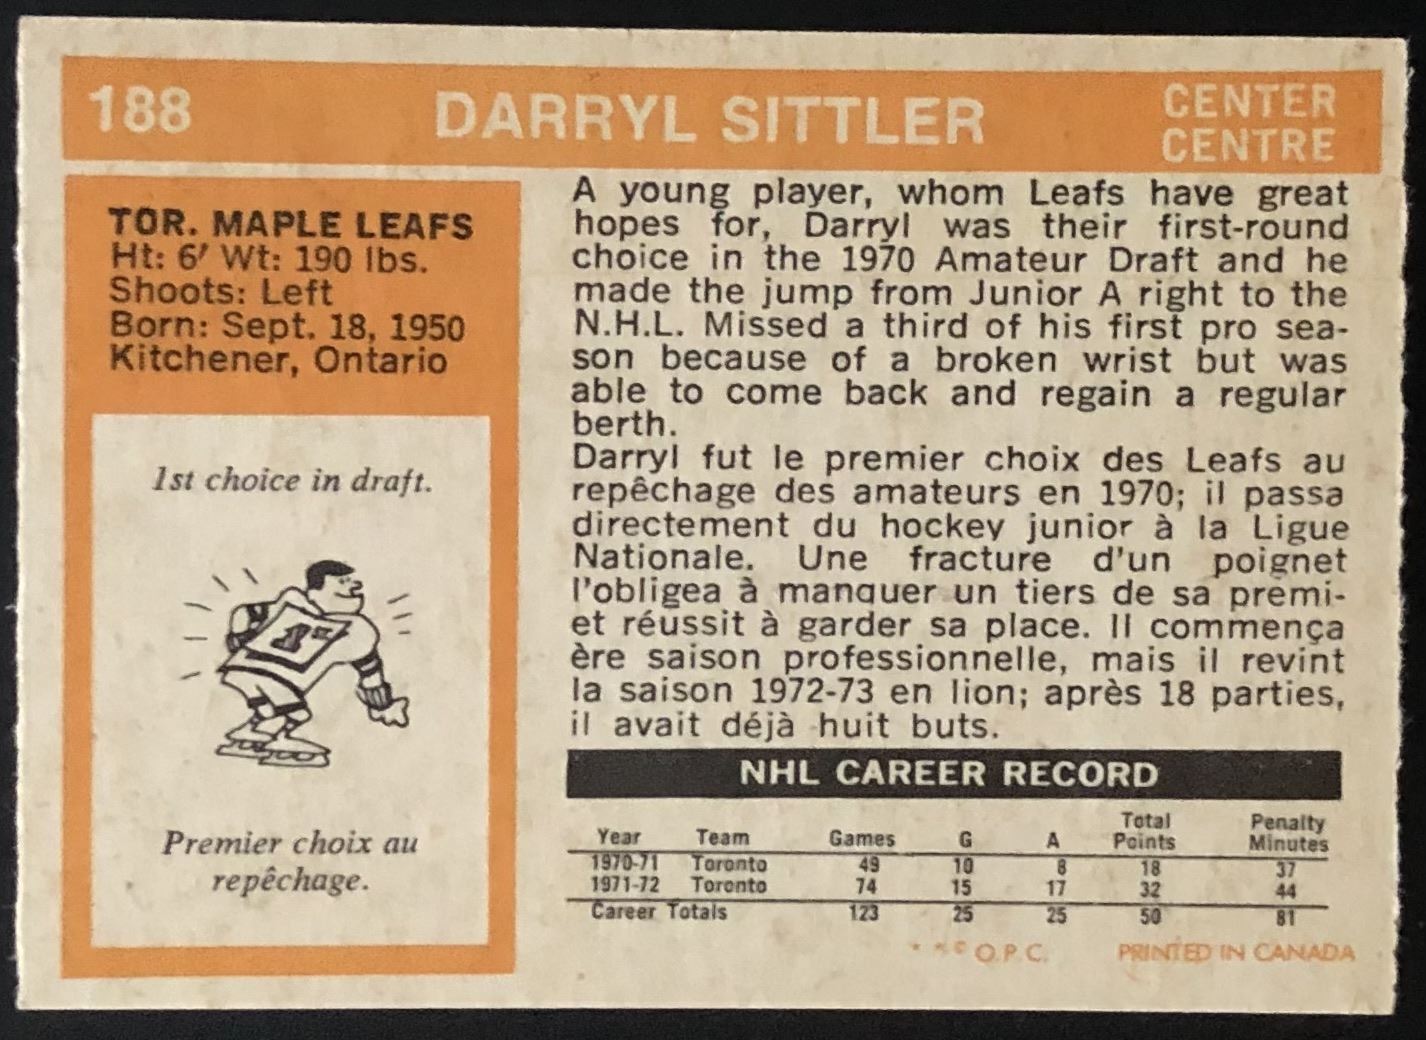 188
DARRYL SITTLER
CENTER
CENTRE
TOR. MAPLE LEAFS
Ht: 6' Wt: 190 lbs.
Shoots: Left
Born: Sept. 18, 1950
Kitchener, Ontario
1st choice in draft.
1er
Premier choix au
repêchage.
A young player, whom Leafs have great
hopes for, Darryl was their first-round
choice in the 1970 Amateur Draft and he
made the jump from Junior A right to the
N.H.L. Missed a third of his first pro sea-
son because of a broken wrist but was
able to come back and regain a regular
berth.
Darryl fut le premier choix des Leafs au
repêchage des amateurs en 1970; il passa
directement du hockey junior à la Ligue
Nationale. Une fracture d'un poignet
l'obligea à manquer un tiers de sa premi-
et réussit à garder sa place. Il commença
ère saison professionnelle, mais il revint
la saison 1972-73 en lion; après 18 parties,
il avait déjà huit buts.
NHL CAREER RECORD
Year Team Games G A Total Points Penalty Minutes
1970-71 Toronto 49 10 8 18 37
1971-72 Toronto 74 15 17 32 44
Career Totals 123 25 25 50 81
* * © O.P.C. PRINTED IN CANADA